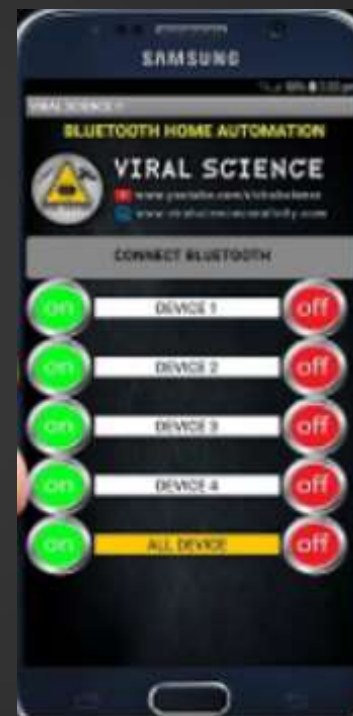 SAMSUNG
BLUETOOTH HOME AUTOMATION
VIRAL SCIENCE
CONNECT BLUETOOTH
on DEVICE 1 off
on DEVICE 2 off
on DEVICE 3 off
on DEVICE 4 off
on ALL DEVICE off